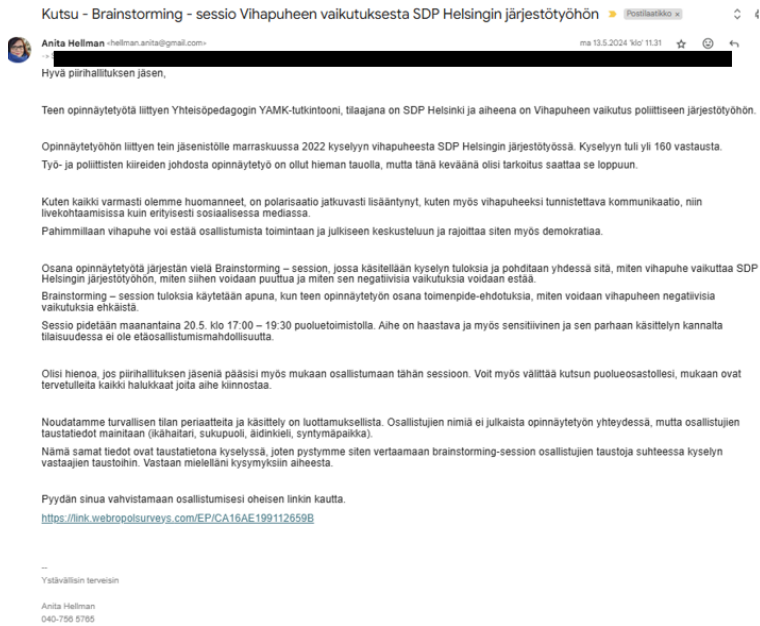 Kutsu - Brainstorming - sessio Vihapuheen vaikutuksesta SDP Helsingin järjestötyöhön Postilaatikko x
Anita Hellman <hellman.anita@gmail.com> ma 13.5.2024 'klo' 11.31
Hyvä piirihallituksen jäsen,
Teen opinnäytetyötä liittyen Yhteisöpedagogin YAMK-tutkintooni, tilaajana on SDP Helsinki ja aiheena on Vihapuheen vaikutus poliittiseen järjestötyöhön.
Opinnäytetyöhön liittyen tein jäsenistölle marraskuussa 2022 kyselyyn vihapuheesta SDP Helsingin järjestötyössä. Kyselyyn tuli yli 160 vastausta.
Työ- ja poliittisten kiireiden johdosta opinnäytetyö on ollut hieman tauolla, mutta tänä keväänä olisi tarkoitus saattaa se loppuun.
Kuten kaikki varmasti olemme huomanneet, on polarisaatio jatkuvasti lisääntynyt, kuten myös vihapuheeksi tunnistettava kommunikaatio, niin
livekohtaamisissa kuin erityisesti sosiaalisessa mediassa.
Pahimmillaan vihapuhe voi estää osallistumista toimintaan ja julkiseen keskusteluun ja rajoittaa siten myös demokratiaa.
Osana opinnäytetyötä järjestän vielä Brainstorming – session, jossa käsitellään kyselyn tuloksia ja pohditaan yhdessä sitä, miten vihapuhe vaikuttaa SDP
Helsingin järjestötyöhön, miten siihen voidaan puuttua ja miten sen negatiivisia vaikutuksia voidaan estää.
Brainstorming – session tuloksia käytetään apuna, kun teen opinnäytetyön osana toimenpide-ehdotuksia, miten voidaan vihapuheen negatiivisia
vaikutuksia ehkäistä.
Sessio pidetään maanantaina 20.5. klo 17:00 – 19:30 puoluetoimistolla. Aihe on haastava ja myös sensitiivinen ja sen parhaan käsittelyn kannalta
tilaisuudessa ei ole etäosallistumismahdollisuutta.
Olisi hienoa, jos piirihallituksen jäseniä pääsisi myös mukaan osallistumaan tähän sessioon. Voit myös välittää kutsun puolueosastollesi, mukaan ovat
tervetulleita kaikki halukkaat joita aihe kiinnostaa.
Noudatamme turvallisen tilan periaatteita ja käsittely on luottamuksellista. Osallistujien nimiä ei julkaista opinnäytetyön yhteydessä, mutta osallistujien
taustatiedot mainitaan (ikähaitari, sukupuoli, äidinkieli, syntymäpaikka).
Nämä samat tiedot ovat taustatietona kyselyssä, joten pystymme siten vertaamaan brainstorming-session osallistujien taustoja suhteessa kyselyn
vastaajien taustoihin. Vastaan mielelläni kysymyksiin aiheesta.
Pyydän sinua vahvistamaan osallistumisesi oheisen linkin kautta.
https://link.webropolsurveys.com/EP/CA16AE199112659B
--
Ystävällisin terveisin
Anita Hellman
040-756 5765